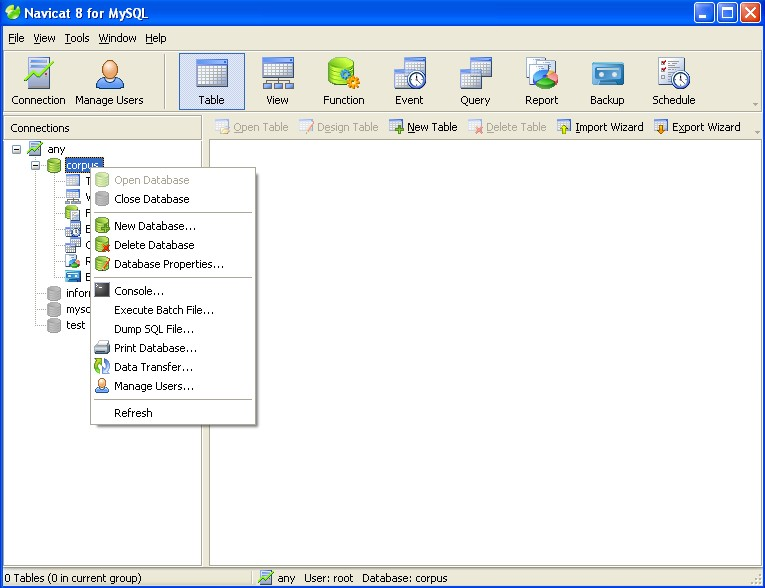 Navicat 8 for MySQL
File View Tools Window Help
Connection Manage Users Table View Function Event Query Report Backup Schedule
Connections
Open Table Design Table New Table Delete Table Import Wizard Export Wizard
any
corpus
Open Database
Close Database
New Database...
Delete Database
Database Properties...
Console...
Execute Batch File...
Dump SQL File...
Print Database...
Data Transfer...
Manage Users...
Refresh
test
0 Tables (0 in current group) any User: root Database: corpus